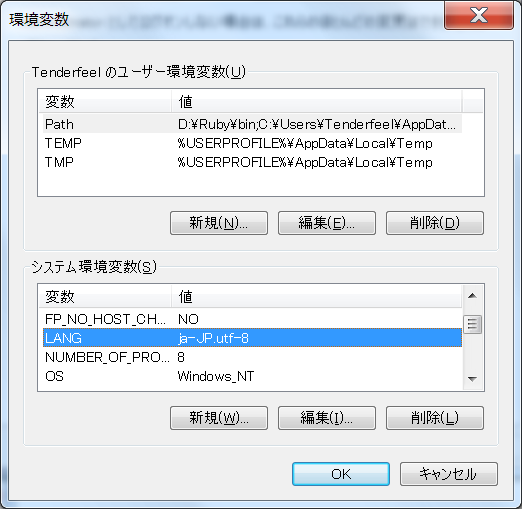 環境変数
Tenderfeel のユーザー環境変数(U)
変数 値
Path D:¥Ruby¥bin;C:¥Users¥Tenderfeel¥AppDat...
TEMP %USERPROFILE%¥AppData¥Local¥Temp
TMP %USERPROFILE%¥AppData¥Local¥Temp
新規(N)... 編集(E)... 削除(D)
システム環境変数(S)
変数 値
FP_NO_HOST_CH... NO
LANG ja-JP.utf-8
NUMBER_OF_PRO... 8
OS Windows_NT
新規(W)... 編集(I)... 削除(L)
OK キャンセル